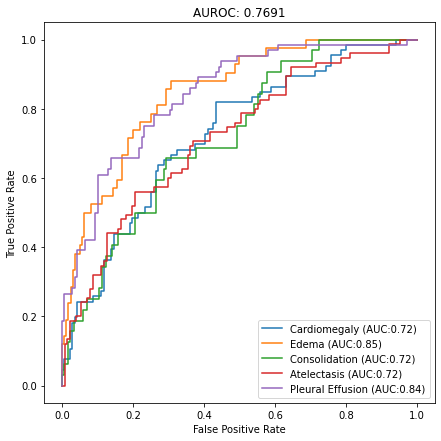 AUROC: 0.7691
True Positive Rate
1.0
0.8
0.6
0.4
0.2
0.0
Cardiomegaly (AUC:0.72)
Edema (AUC:0.85)
Consolidation (AUC:0.72)
Atelectasis (AUC:0.72)
Pleural Effusion (AUC:0.84)
0.0 0.2 0.4 0.6 0.8 1.0
False Positive Rate